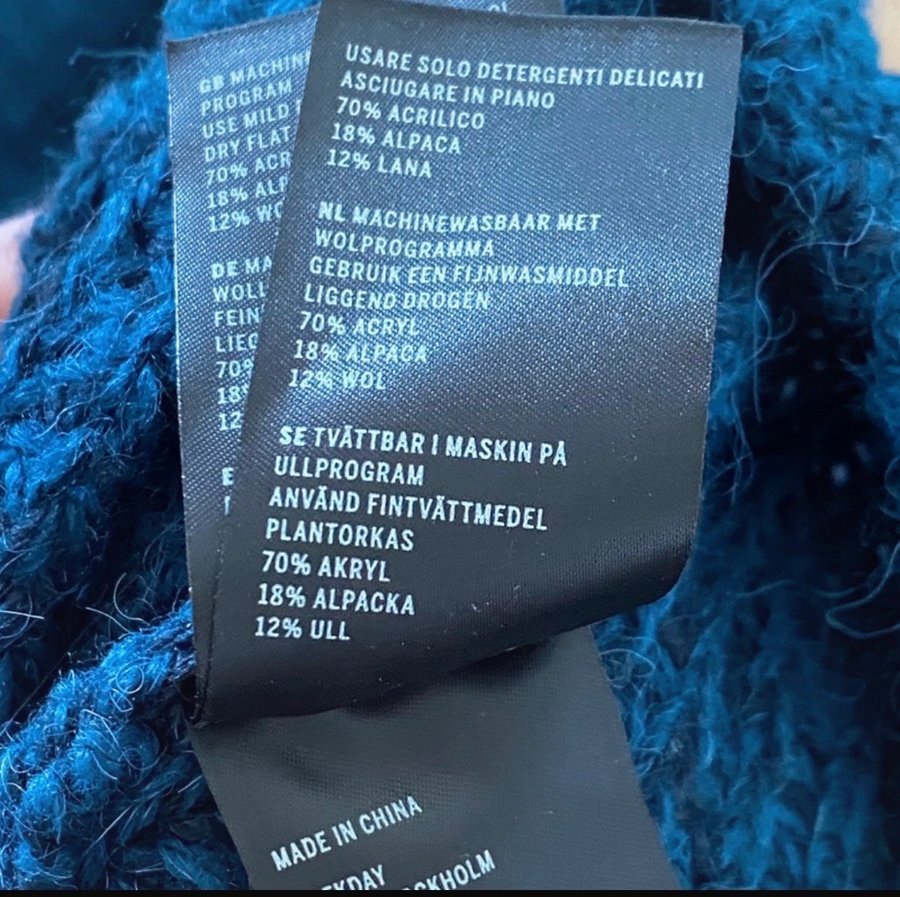 GB MACHIN
PROGRAM
USE MILD
DRY FLAT
70% ACR
18% ALP
12% WO
DE MA
WOLL
FEIN
LIEG
70%
18%
12
E
USARE SOLO DETERGENTI DELICATI
ASCIUGARE IN PIANO
70% ACRILICO
18% ALPACA
12% LANA
NL MACHINEWASBAAR MET
WOLPROGRAMMA
GEBRUIK EEN FIJNWASMIDDEL
LIGGEND DROGEN
70% ACRYL
18% ALPACA
12% WOL
SE TVÄTTBAR I MASKIN PÅ
ULLPROGRAM
ANVÄND FINTVÄTTMEDEL
PLANTORKAS
70% AKRYL
18% ALPACKA
12% ULL
MADE IN CHINA
EKDAY
OCKHOLM